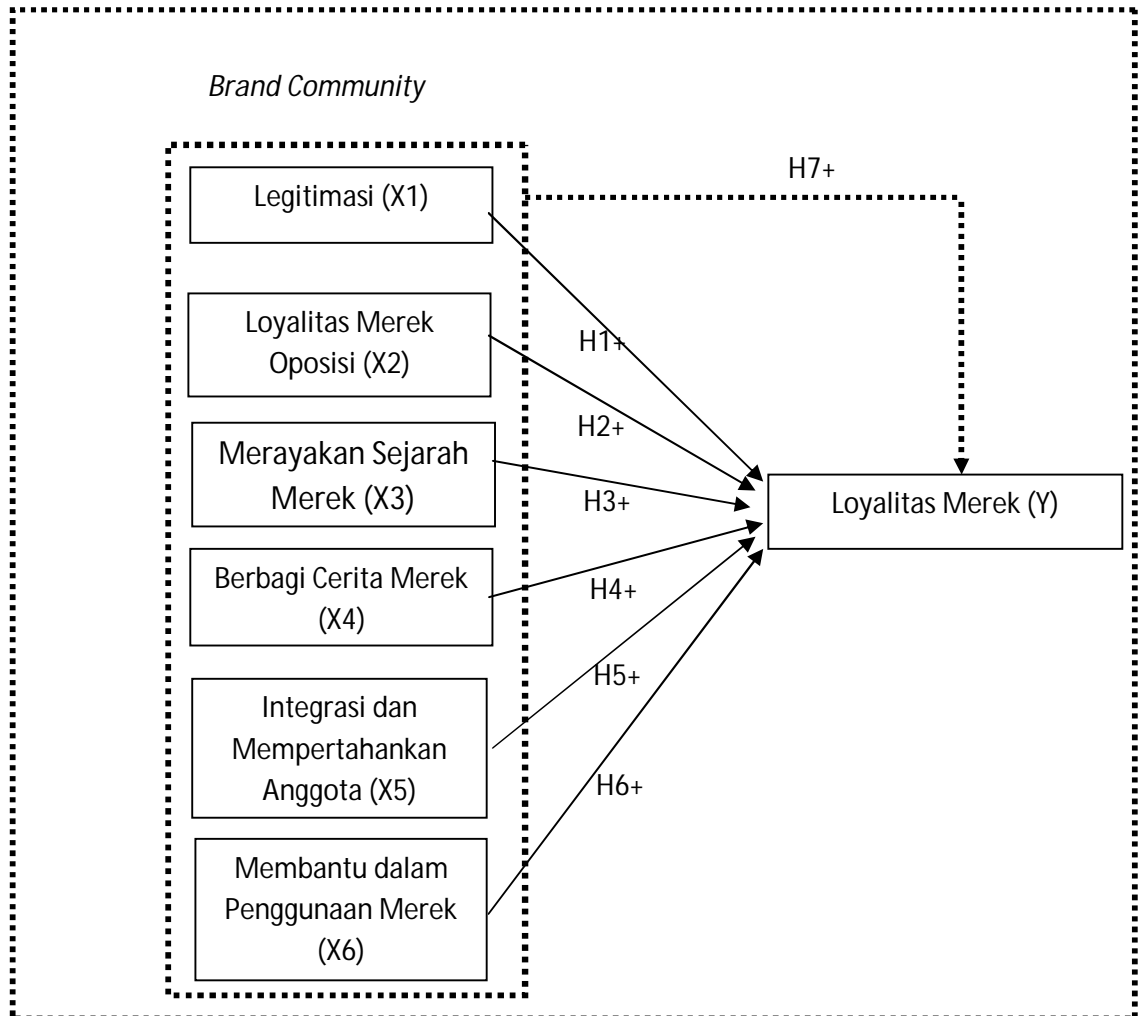 Brand Community
H7+
Legitimasi (X1)
Loyalitas Merek
Oposisi (X2)
H1+
H2+
Merayakan Sejarah
Merek (X3)
H3+
Loyalitas Merek (Y)
Berbagi Cerita Merek
(X4)
H4+
H5+
Integrasi dan
Mempertahankan
Anggota (X5)
H6+
Membantu dalam
Penggunaan Merek
(X6)